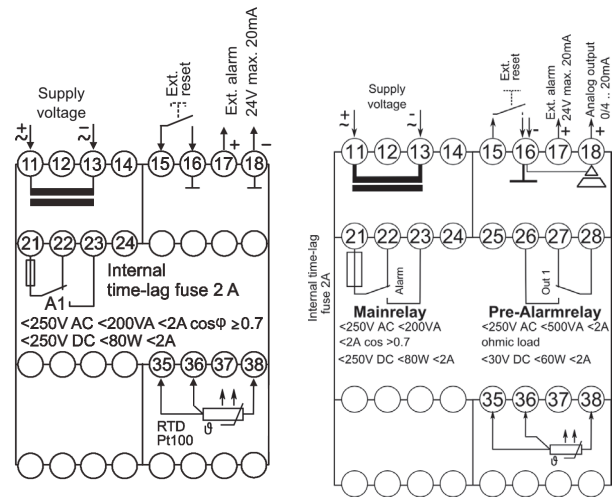 Supply
voltage
Ext.
reset
Ext. alarm
24V max. 20mA
≂+
≂-
+
-
11 12 13 14 15 16 17 18
21 22 23 24
Internal
time-lag
fuse 2 A
A1
<250V AC <200VA <2A cosφ ≥0.7
<250V DC <80W <2A
35 36 37 38
RTD
Pt100
ϑ
Supply
voltage
Ext.
reset
Ext. alarm
24V max. 20mA
Analog output
0/4 .. 20mA
+
~
-
~
-
+
+
11 12 13 14 15 16 17 18
21 22 23 24 25 26 27 28
Internal time-lag
fuse 2A
Alarm
Out 1
Mainrelay
<250V AC <200VA
<2A cos >0.7
<250V DC <80W <2A
Pre-Alarmrelay
<250V AC <500VA <2A
ohmic load
<30V DC <60W <2A
35 36 37 38
ϑ